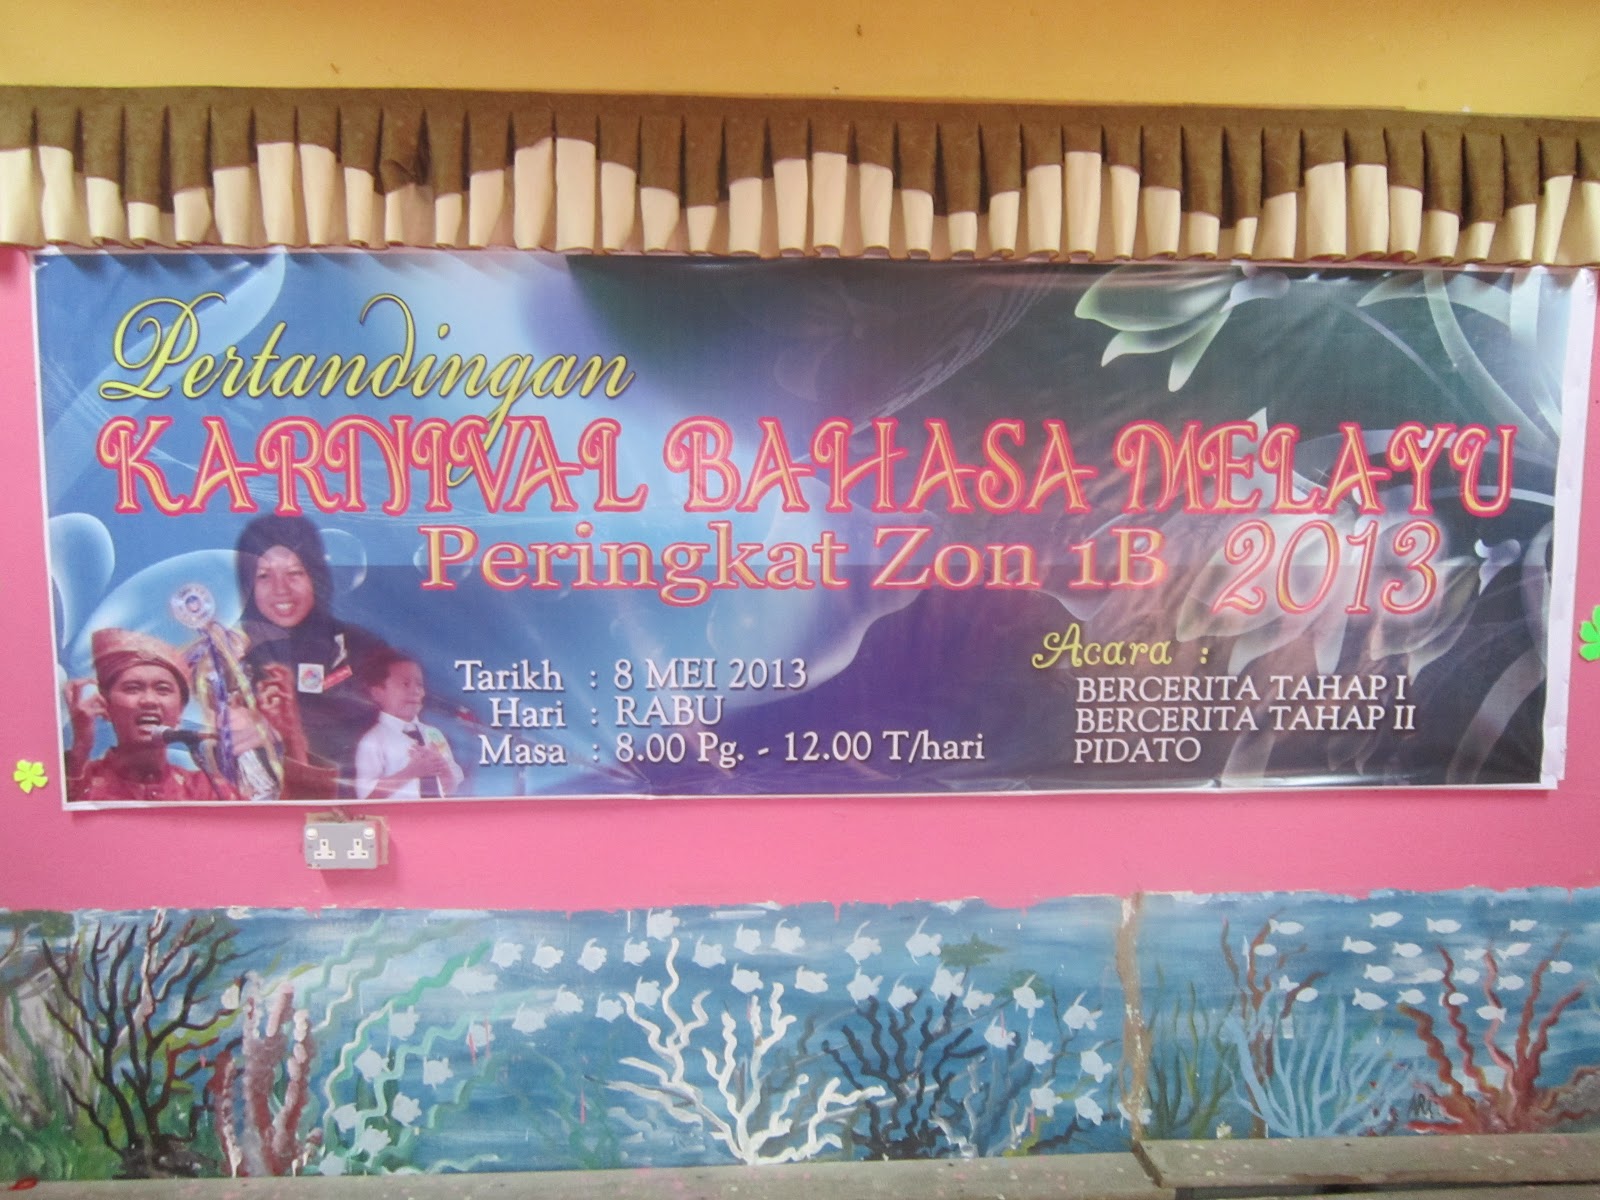 Pertandingan
KARNIVAL BAHASA MELAYU
Peringkat Zon 1B 2013
Tarikh : 8 MEI 2013
Hari : RABU
Masa : 8.00 Pg. - 12.00 T/hari
Acara :
BERCERITA TAHAP I
BERCERITA TAHAP II
PIDATO